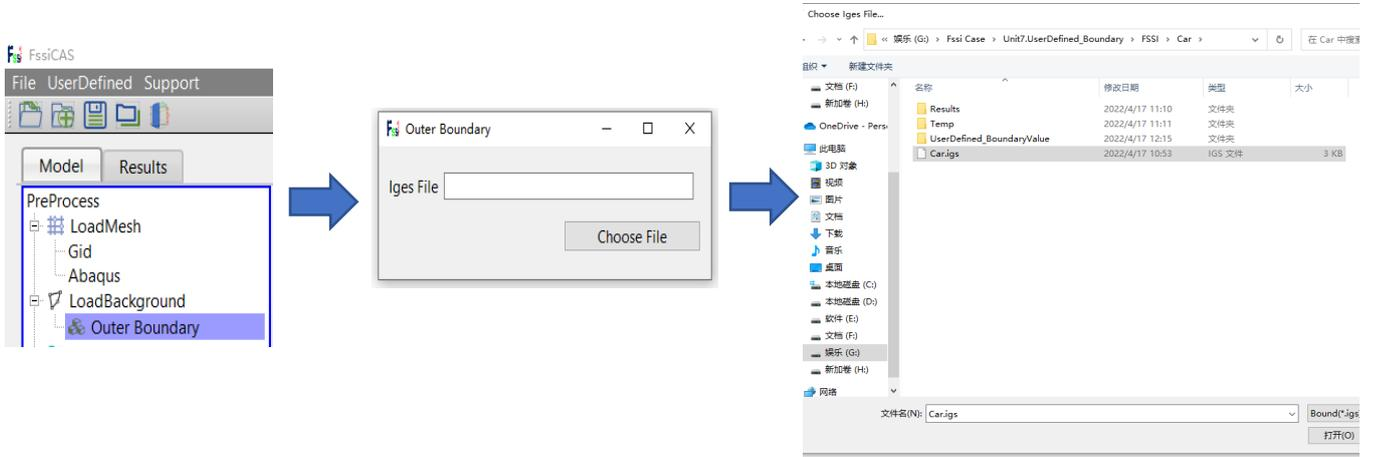 FssiCAS
File UserDefined Support
Model Results
PreProcess
LoadMesh
Gid
Abaqus
LoadBackground
Outer Boundary
Outer Boundary
Iges File
Choose File
Choose Iges File...
« 娱乐 (G:) › Fssi Case › Unit7.UserDefined_Boundary › FSSI › Car ›
在 Car 中搜索
组织 新建文件夹
文档 (F:)
新加卷 (H:)
OneDrive - Pers
此电脑
3D 对象
视频
图片
文档
下载
音乐
桌面
本地磁盘 (C:)
本地磁盘 (D:)
软件 (E:)
文档 (F:)
娱乐 (G:)
新加卷 (H:)
网络
名称 修改日期 类型 大小
Results 2022/4/17 11:10 文件夹
Temp 2022/4/17 11:11 文件夹
UserDefined_BoundaryValue 2022/4/17 12:15 文件夹
Car.igs 2022/4/17 10:53 IGS 文件 3 KB
文件名(N): Car.igs Bound(*.igs)
打开(O)